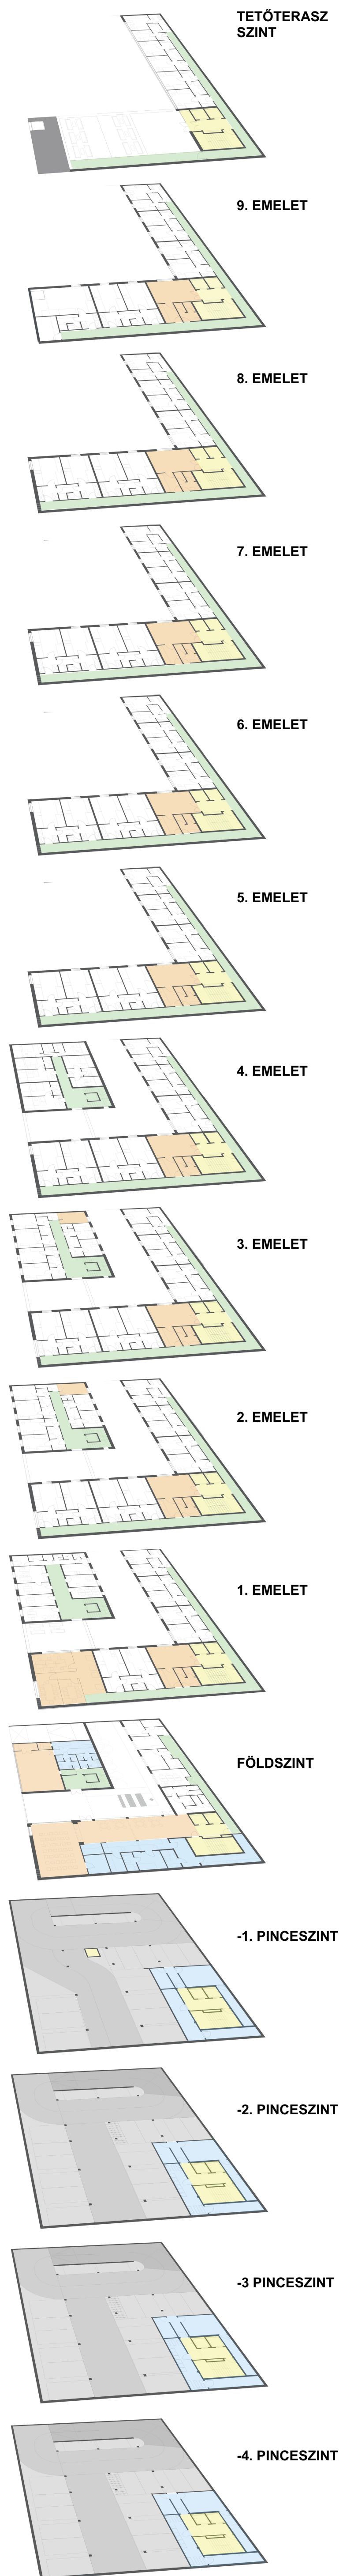 TETŐTERASZ
SZINT
9. EMELET
8. EMELET
7. EMELET
6. EMELET
5. EMELET
4. EMELET
3. EMELET
2. EMELET
1. EMELET
FÖLDSZINT
-1. PINCESZINT
-2. PINCESZINT
-3 PINCESZINT
-4. PINCESZINT